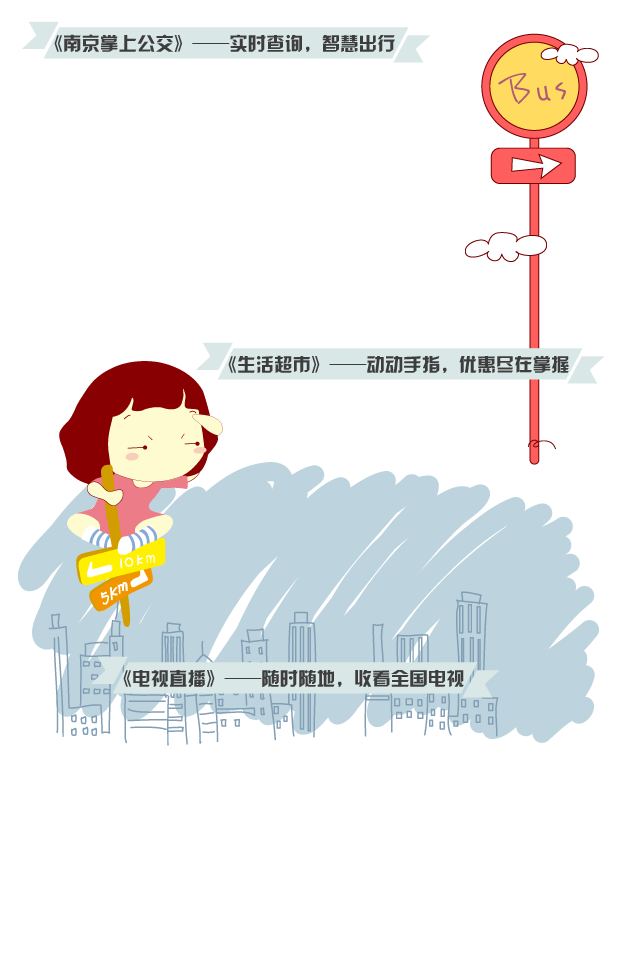 《南京掌上公交》——实时查询，智慧出行
Bus
《生活超市》——动动手指，优惠尽在掌握
10km
5km
《电视直播》——随时随地，收看全国电视